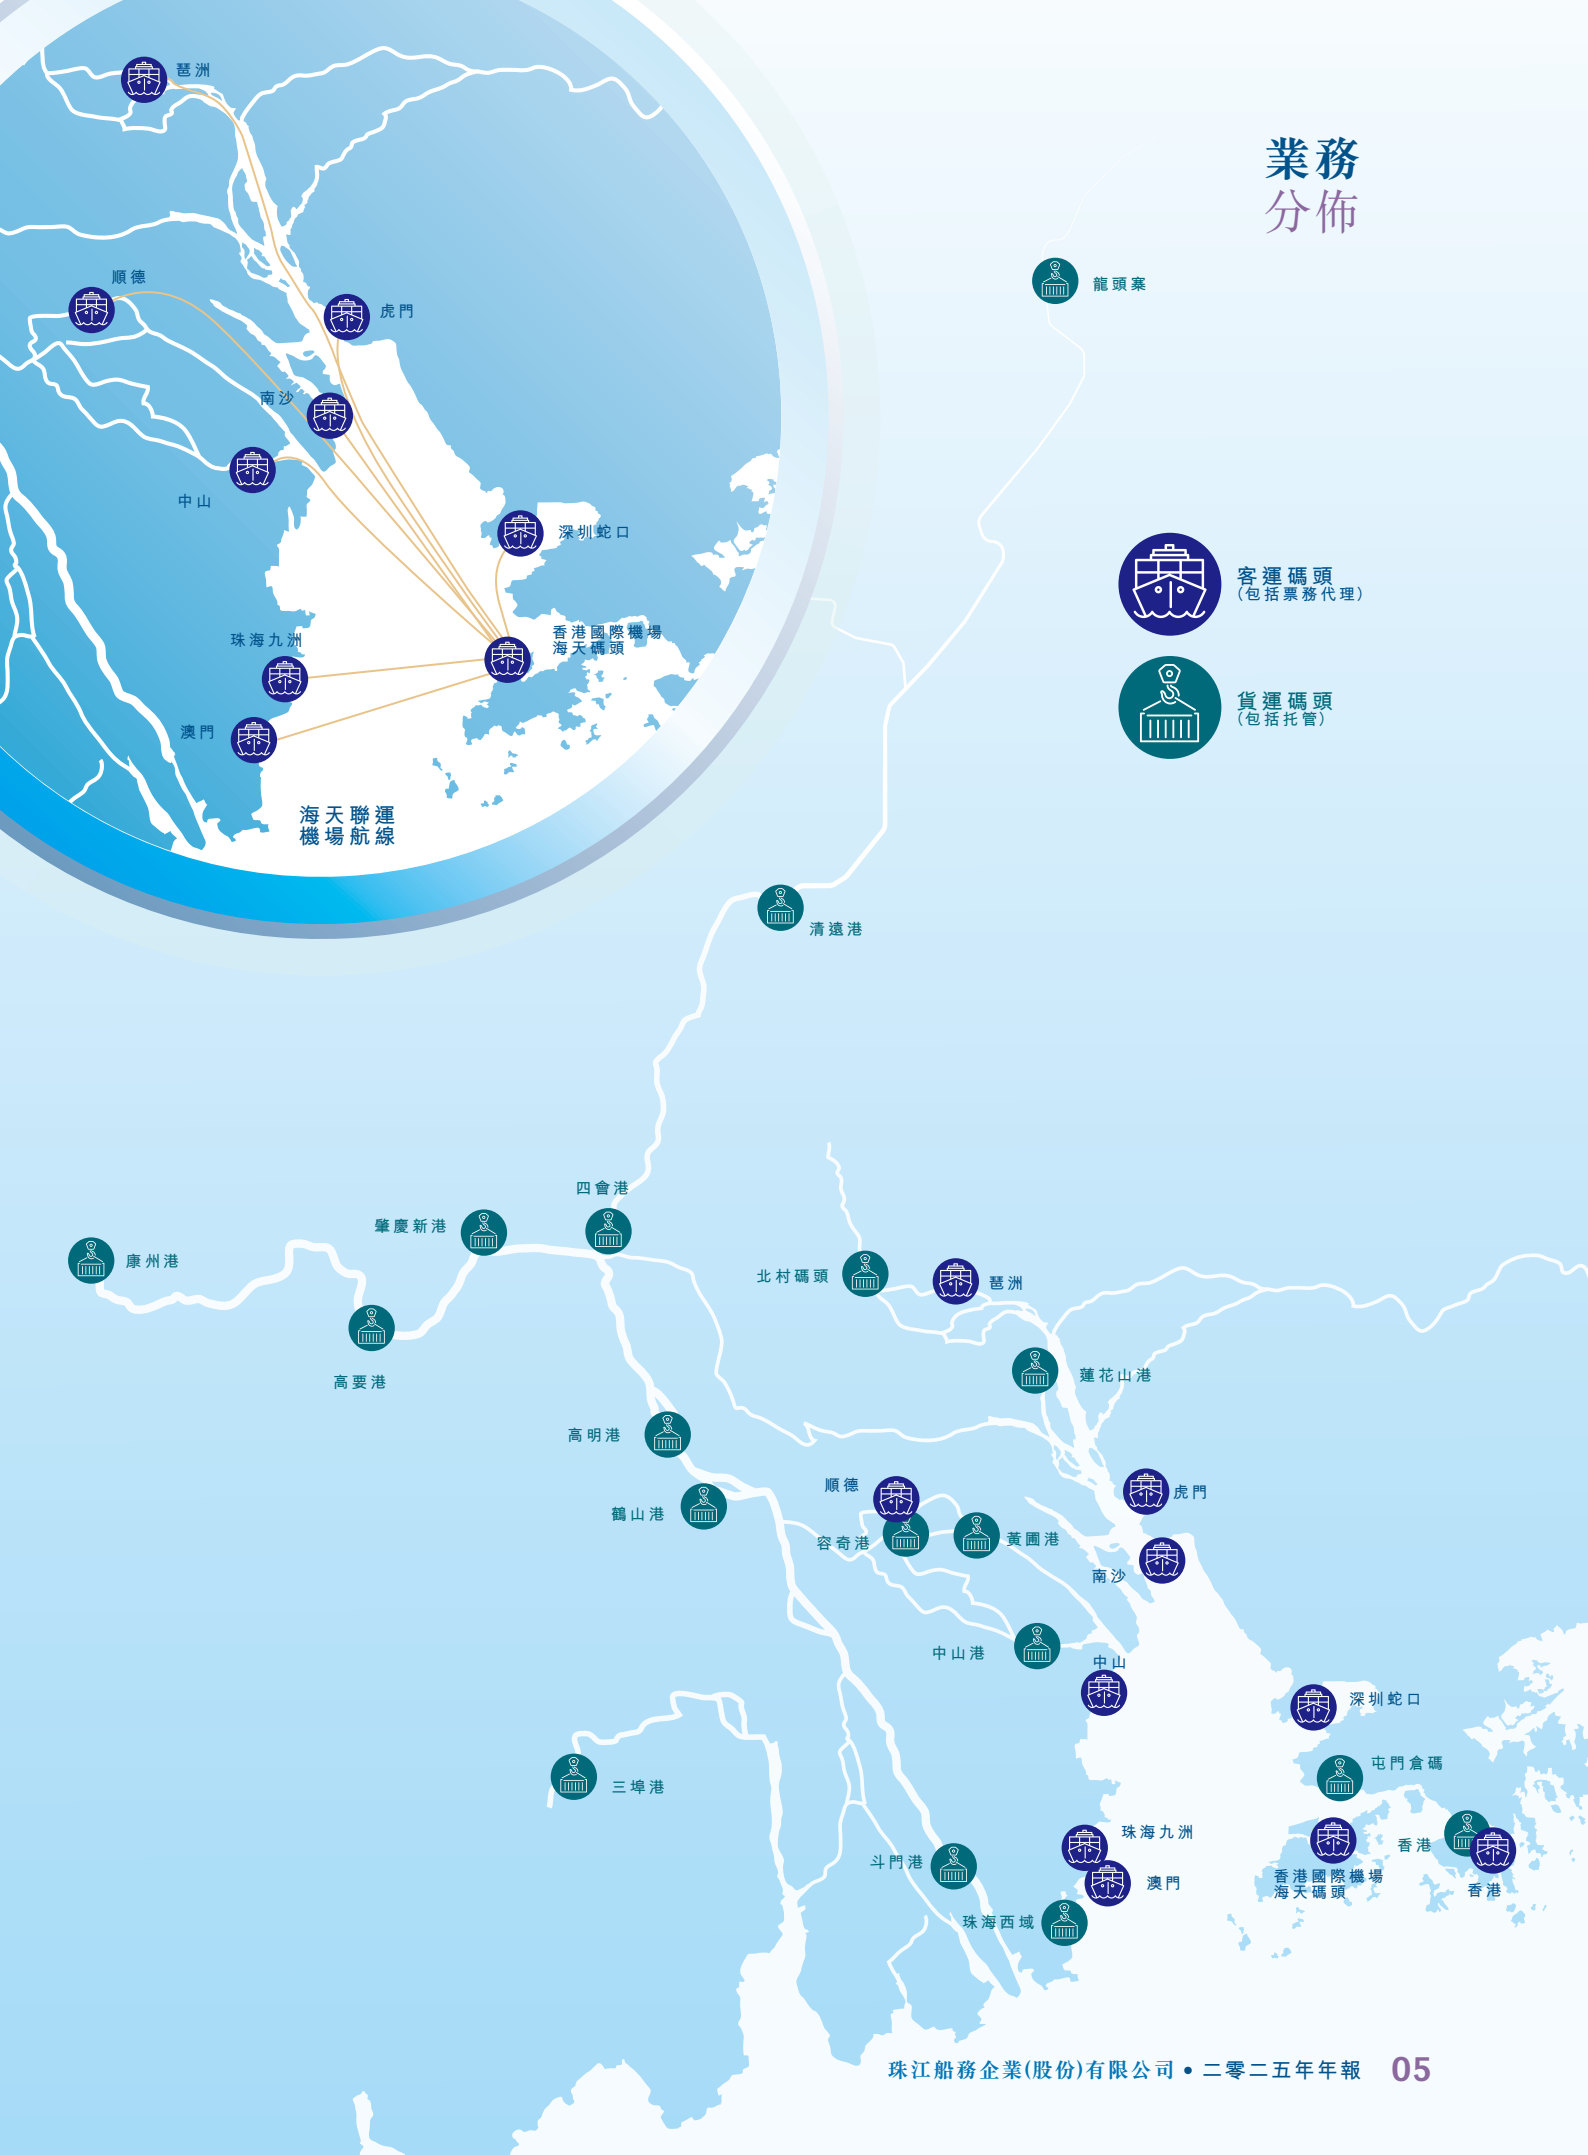 業務
分佈
琶洲
順德
虎門
南沙
中山
深圳蛇口
香港國際機場
海天碼頭
珠海九洲
澳門
海天聯運
機場航線
龍頭寨
客運碼頭
(包括票務代理)
貨運碼頭
(包括托管)
清遠港
四會港
肇慶新港
康州港
高要港
北村碼頭
琶洲
蓮花山港
高明港
鶴山港
順德
虎門
容奇港
黃圃港
南沙
中山港
中山
深圳蛇口
屯門倉碼
三埠港
珠海九洲
香港
斗門港
澳門
香港國際機場
海天碼頭
香港
珠海西域
珠江船務企業(股份)有限公司 • 二零二五年年報 05